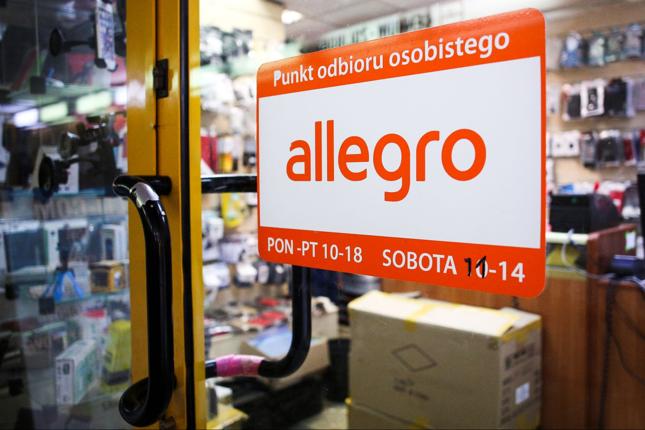 Punkt odbioru osobistego
allegro
PON -PT 10-18 SOBOTA 10-14